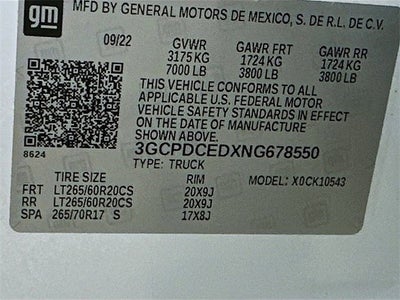 gm
MFD BY GENERAL MOTORS DE MEXICO, S. DE R.L. DE C.V.
09/22 GVWR GAWR FRT GAWR RR
3175 KG 1724 KG 1724 KG
7000 LB 3800 LB 3800 LB
THIS VEHICLE CONFORMS TO ALL
APPLICABLE U.S. FEDERAL MOTOR
VEHICLE SAFETY STANDARDS IN EFFECT
ON THE DATE OF MANUFACTURE
SHOWN ABOVE.
8624 3GCPDCEDXNG678550
TYPE: TRUCK
TIRE SIZE RIM MODEL: X0CK10543
FRT LT265/60R20CS 20X9J
RR LT265/60R20CS 20X9J
SPA 265/70R17 S 17X8J